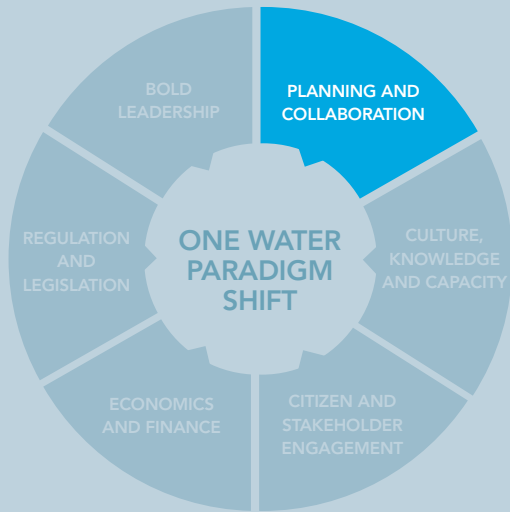 BOLD
LEADERSHIP
PLANNING AND
COLLABORATION
REGULATION
AND
LEGISLATION
ONE WATER
PARADIGM
SHIFT
CULTURE,
KNOWLEDGE
AND CAPACITY
ECONOMICS
AND FINANCE
CITIZEN AND
STAKEHOLDER
ENGAGEMENT